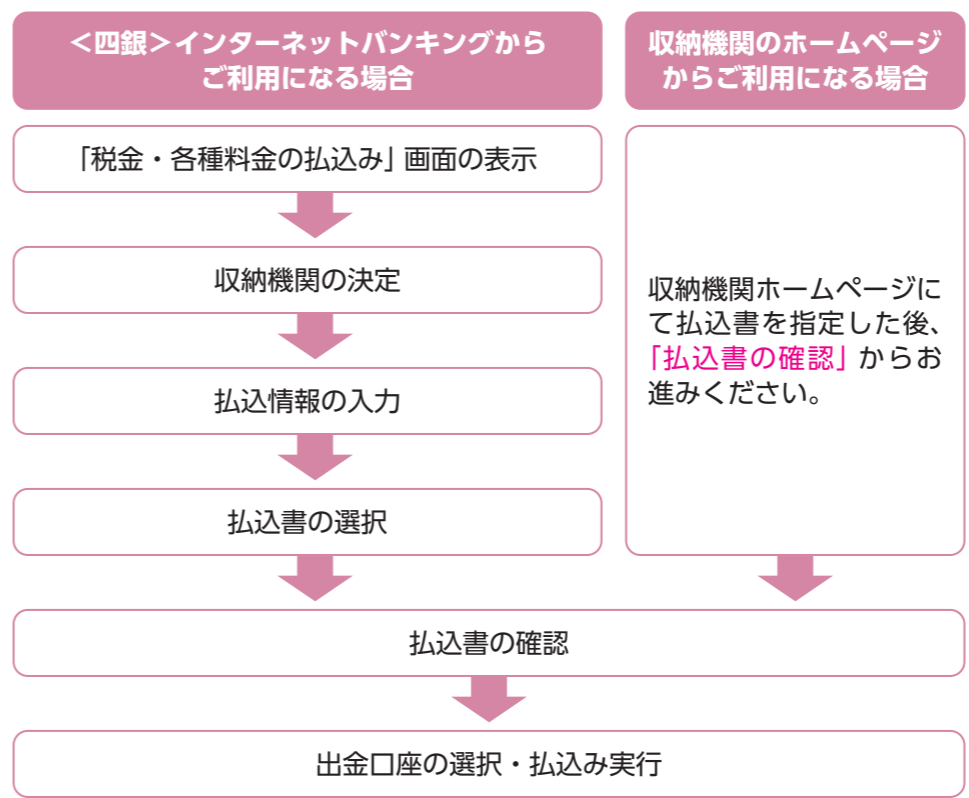 ＜四銀＞インターネットバンキングから
ご利用になる場合
収納機関のホームページ
からご利用になる場合
「税金・各種料金の払込み」画面の表示
収納機関の決定
払込情報の入力
払込書の選択
収納機関ホームページに
て払込書を指定した後、
「払込書の確認」からお
進みください。
払込書の確認
出金口座の選択・払込み実行